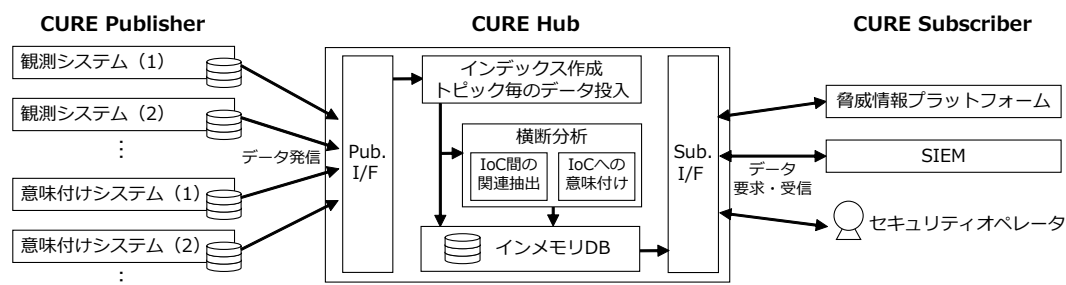 CURE Publisher
観測システム（1）
観測システム（2）
⋮
意味付けシステム（1）
意味付けシステム（2）
⋮
データ発信
CURE Hub
Pub.
I/F
インデックス作成
トピック毎のデータ投入
横断分析
IoC間の
関連抽出
IoCへの
意味付け
インメモリDB
Sub.
I/F
データ
要求・受信
CURE Subscriber
脅威情報プラットフォーム
SIEM
セキュリティオペレータ